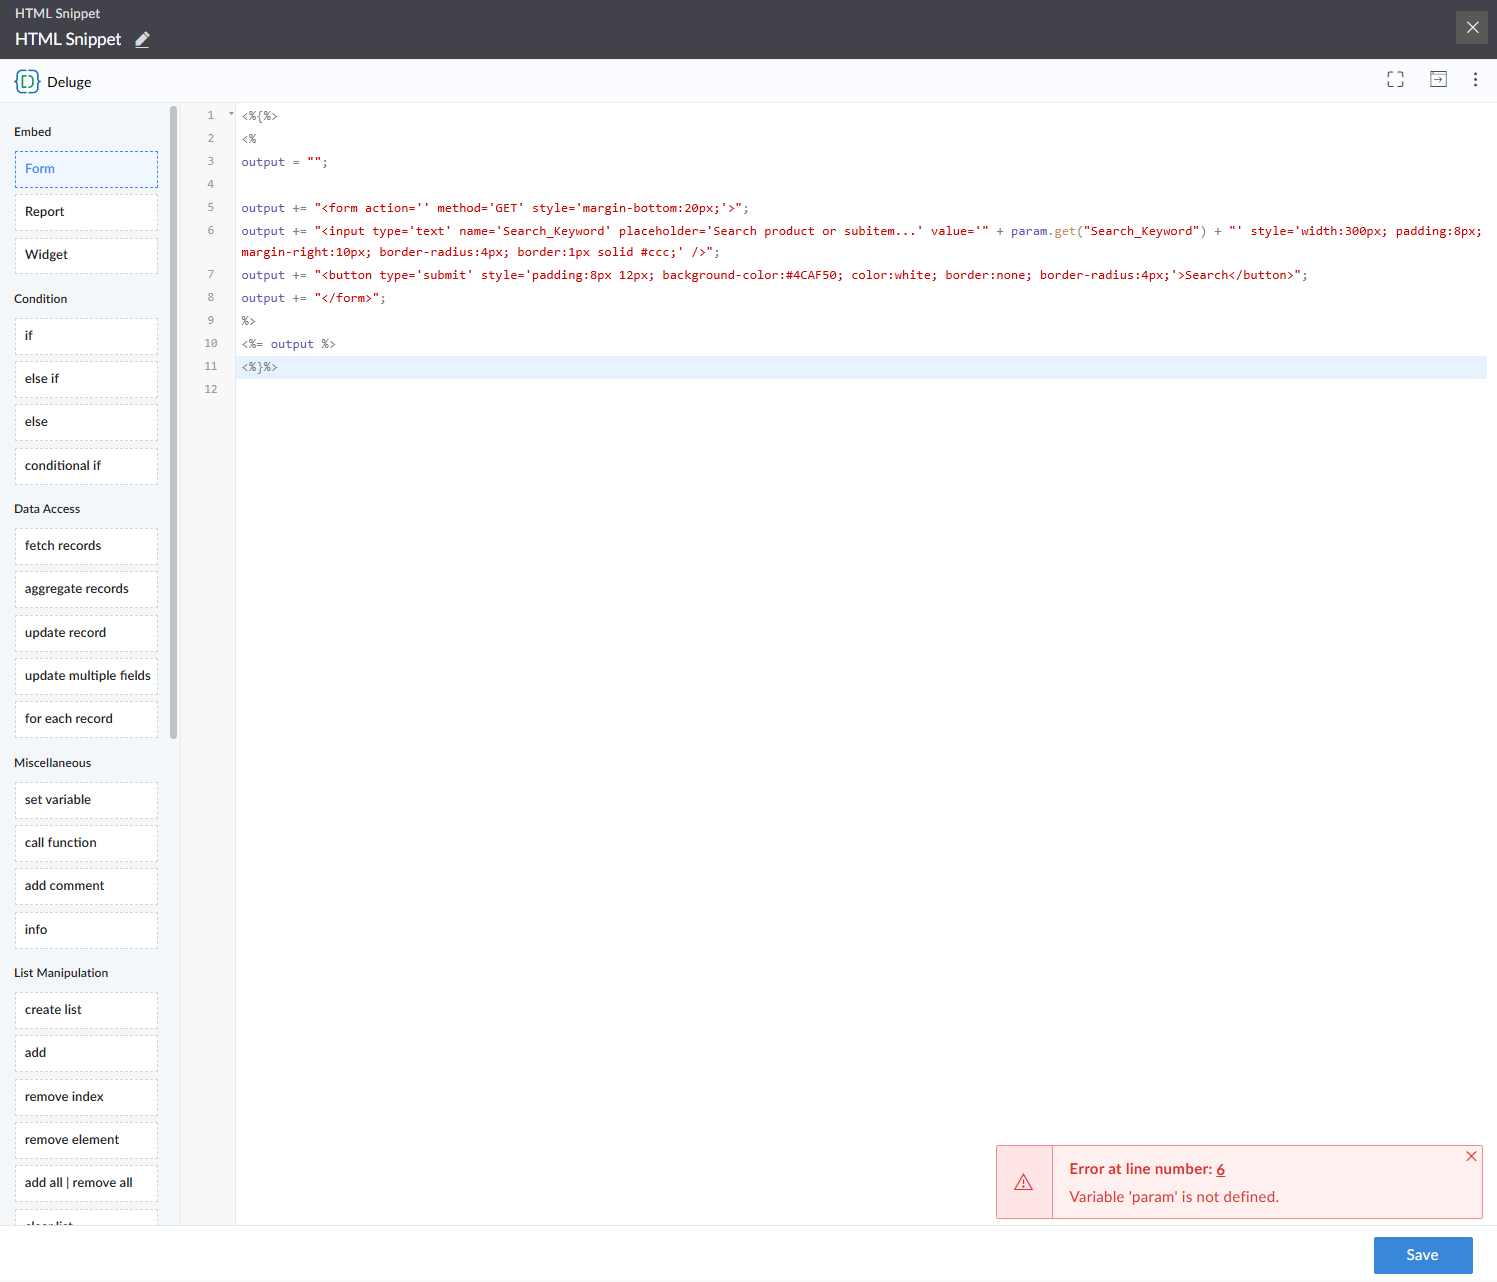 HTML Snippet
HTML Snippet
Deluge
Embed
Form
Report
Widget
Condition
if
else if
else
conditional if
Data Access
fetch records
aggregate records
update record
update multiple fields
for each record
Miscellaneous
set variable
call function
add comment
info
List Manipulation
create list
add
remove index
remove element
add all | remove all
clear list
1 <%{%>
2 <%
3 output = "";
4
5 output += "<form action='' method='GET' style='margin-bottom:20px;'>";
6 output += "<input type='text' name='Search_Keyword' placeholder='Search product or subitem...' value='" + param.get("Search_Keyword") + "' style='width:300px; padding:8px;
margin-right:10px; border-radius:4px; border:1px solid #ccc;' />";
7 output += "<button type='submit' style='padding:8px 12px; background-color:#4CAF50; color:white; border:none; border-radius:4px;'>Search</button>";
8 output += "</form>";
9 %>
10 <%= output %>
11 <%}%>
12
Error at line number: 6
Variable 'param' is not defined.
Save